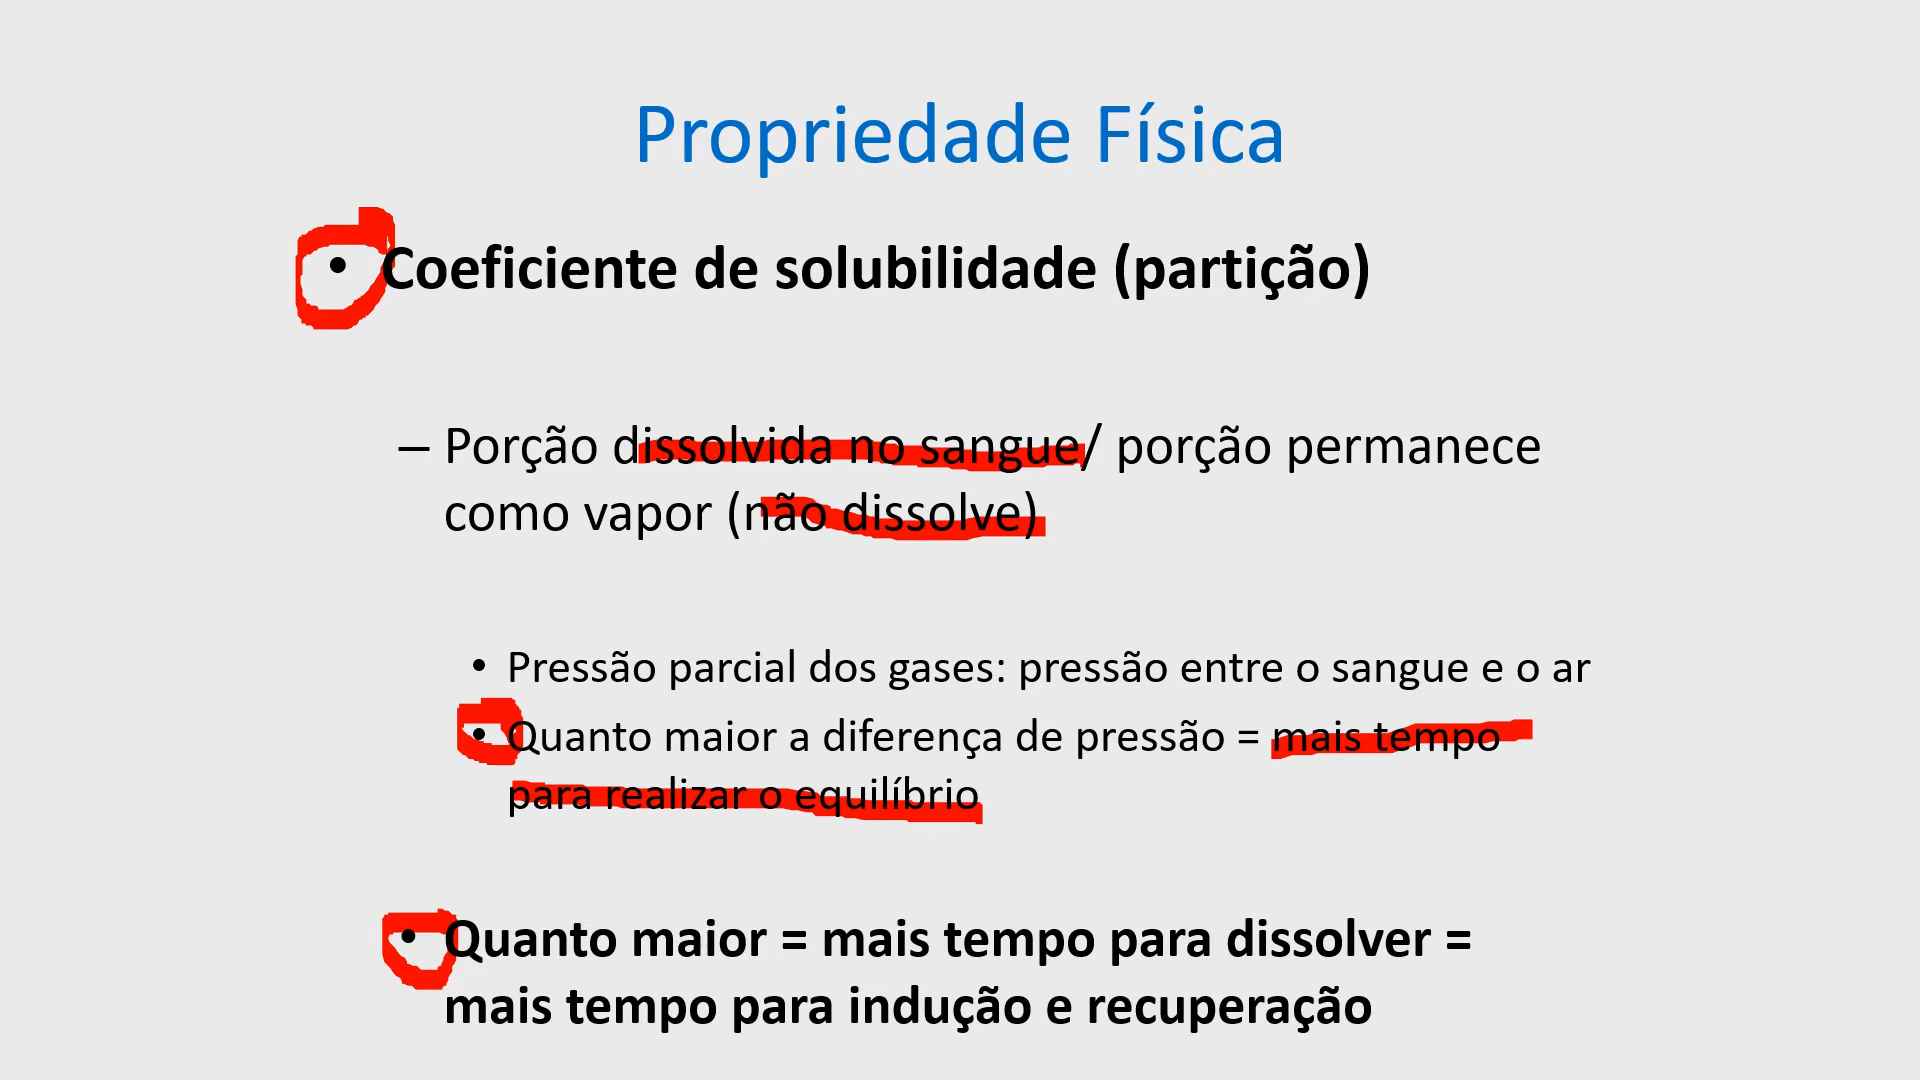 Propriedade Física
• Coeficiente de solubilidade (partição)
– Porção dissolvida no sangue/ porção permanece
como vapor (não dissolve)
• Pressão parcial dos gases: pressão entre o sangue e o ar
• Quanto maior a diferença de pressão = mais tempo
para realizar o equilíbrio
• Quanto maior = mais tempo para dissolver =
mais tempo para indução e recuperação